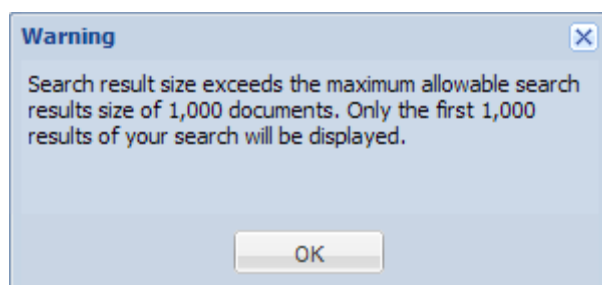 Warning
Search result size exceeds the maximum allowable search
results size of 1,000 documents. Only the first 1,000
results of your search will be displayed.
OK